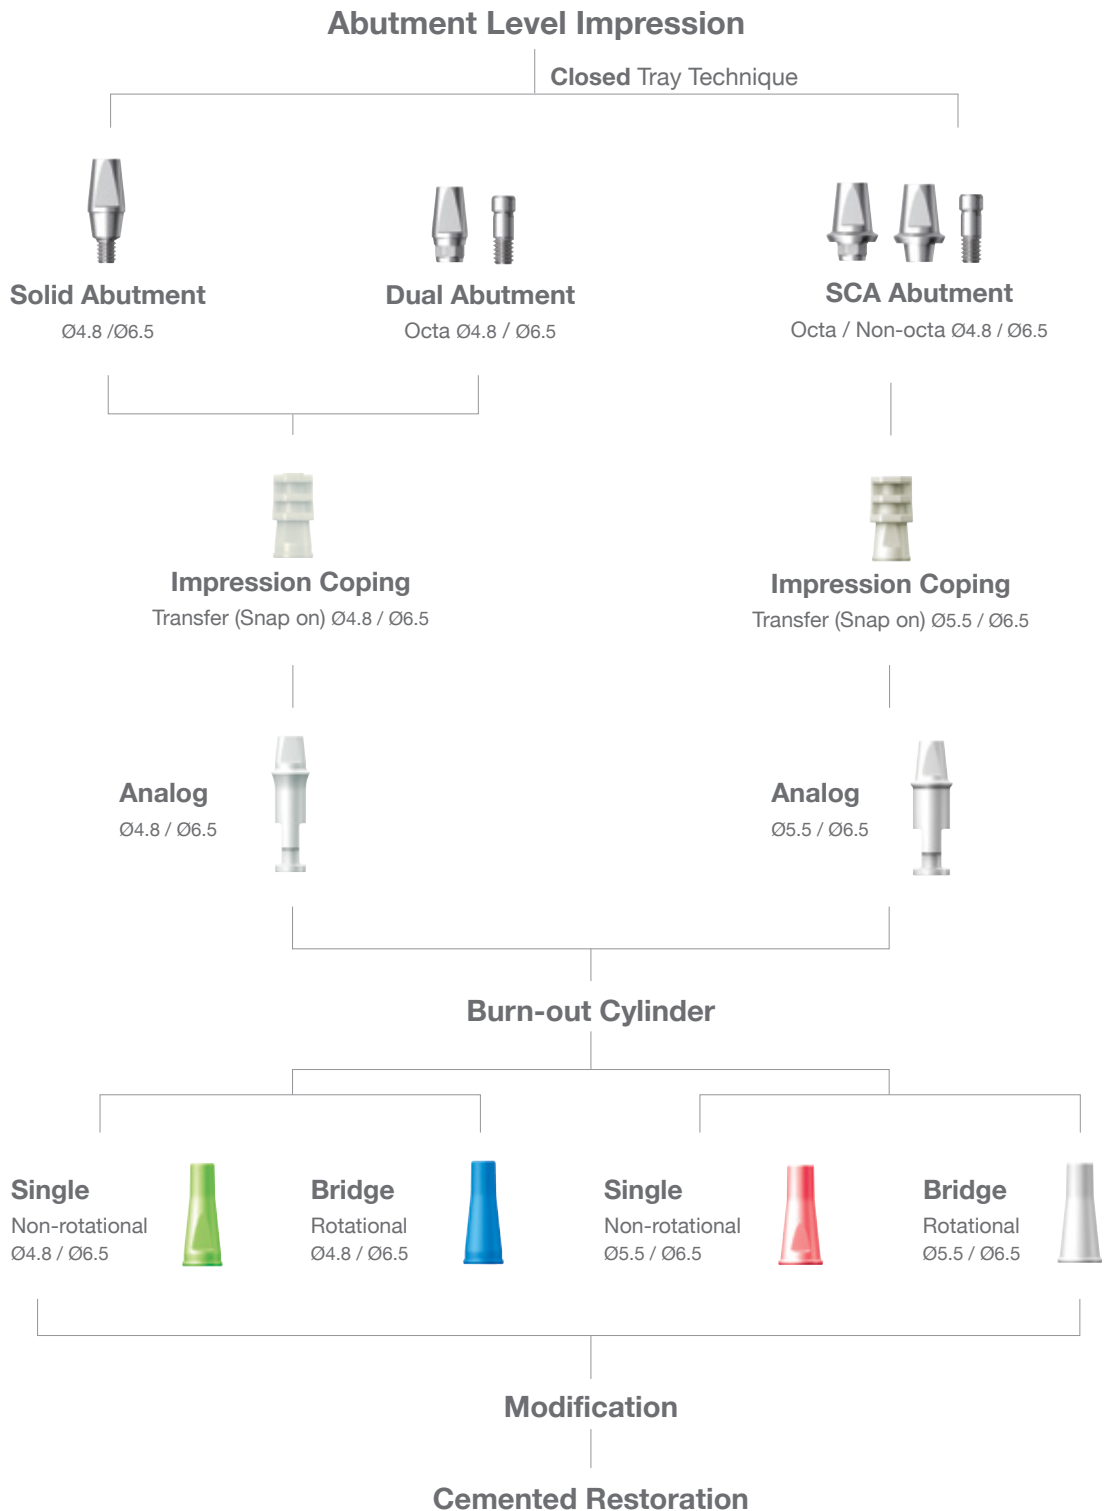 Abutment Level Impression
Closed Tray Technique
Solid Abutment
Ø4.8 /Ø6.5
Dual Abutment
Octa Ø4.8 / Ø6.5
SCA Abutment
Octa / Non-octa Ø4.8 / Ø6.5
Impression Coping
Transfer (Snap on) Ø4.8 / Ø6.5
Impression Coping
Transfer (Snap on) Ø5.5 / Ø6.5
Analog
Ø4.8 / Ø6.5
Analog
Ø5.5 / Ø6.5
Burn-out Cylinder
Single
Non-rotational
Ø4.8 / Ø6.5
Bridge
Rotational
Ø4.8 / Ø6.5
Single
Non-rotational
Ø5.5 / Ø6.5
Bridge
Rotational
Ø5.5 / Ø6.5
Modification
Cemented Restoration